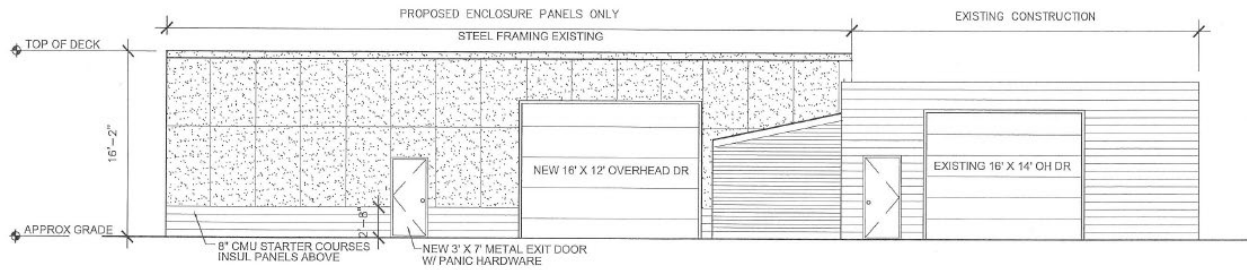 PROPOSED ENCLOSURE PANELS ONLY
EXISTING CONSTRUCTION
STEEL FRAMING EXISTING
TOP OF DECK
16'-2"
NEW 16' X 12' OVERHEAD DR
EXISTING 16' X 14' OH DR
2'-8"
APPROX GRADE
8" CMU STARTER COURSES
INSUL PANELS ABOVE
NEW 3' X 7' METAL EXIT DOOR
W/ PANIC HARDWARE